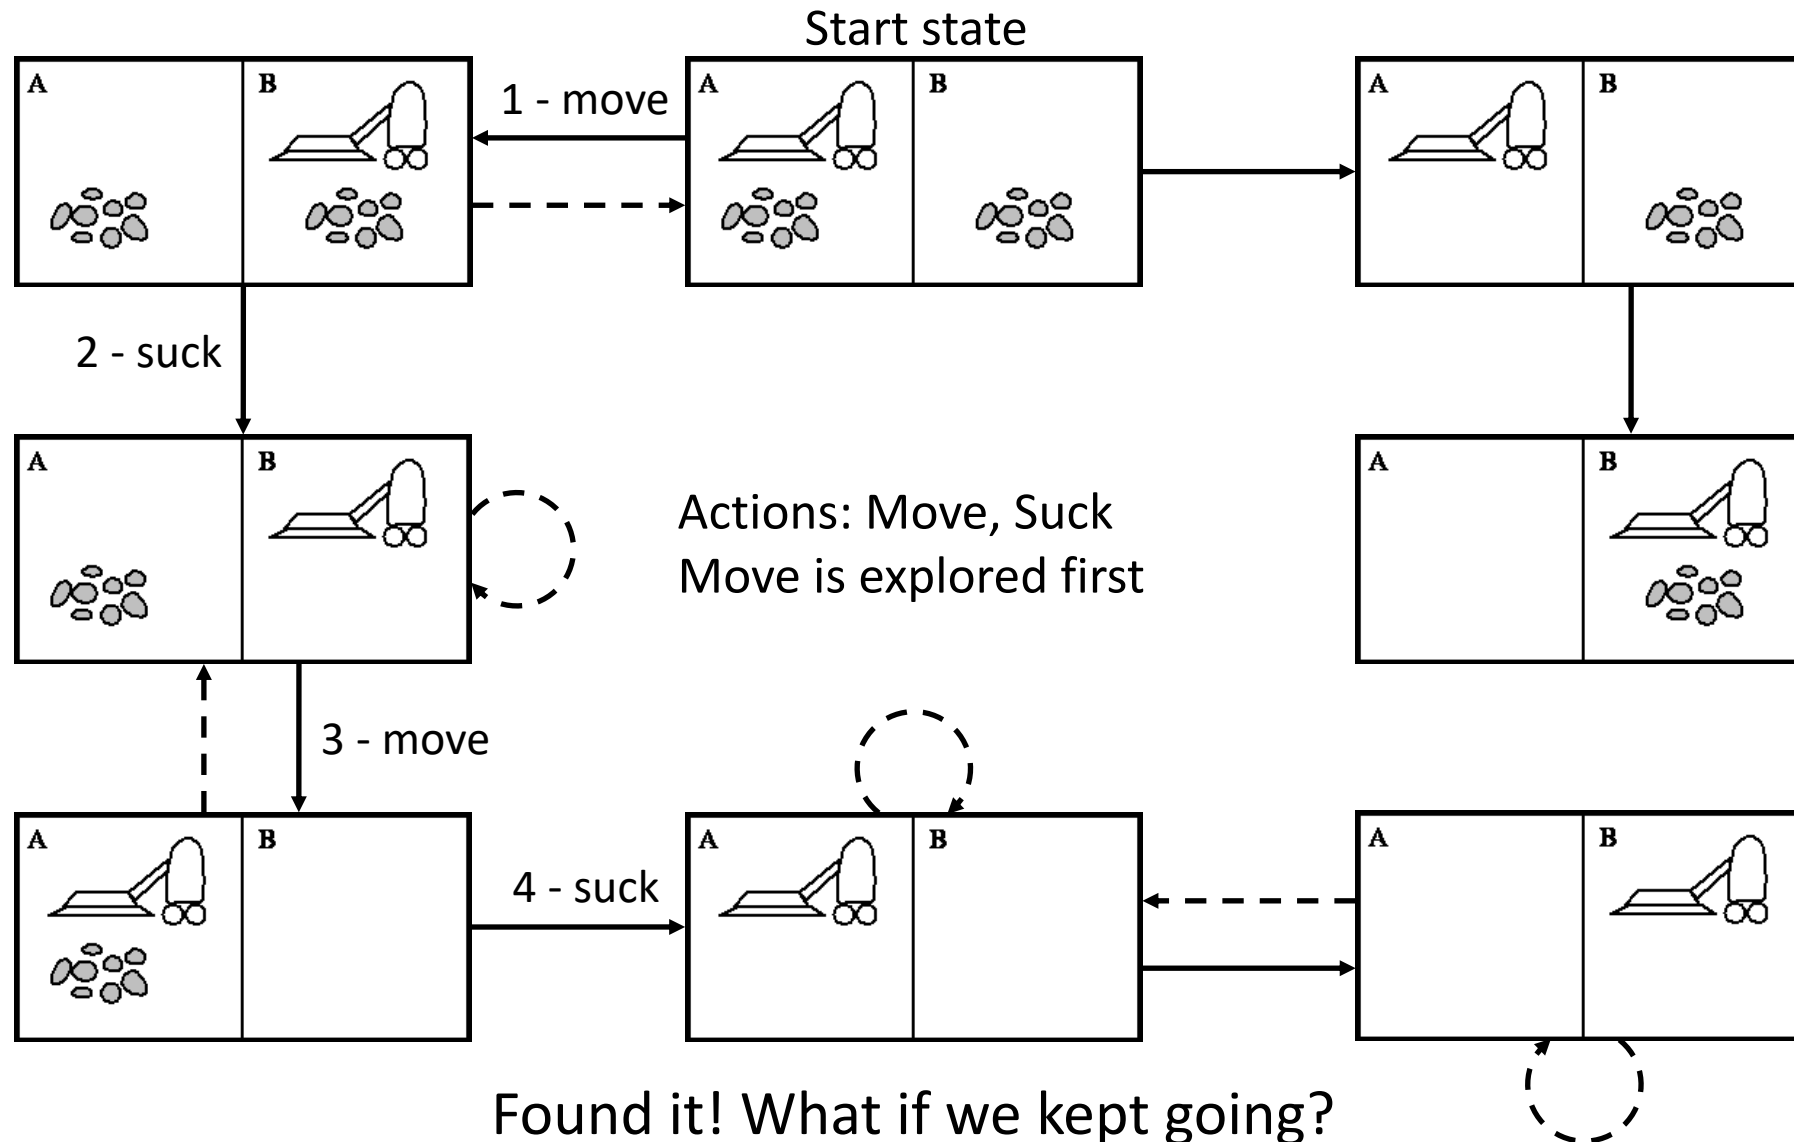 Start state
A B
1 - move
A B
A B
2 - suck
A B
Actions: Move, Suck
Move is explored first
A B
3 - move
A B
4 - suck
A B
A B
Found it! What if we kept going?